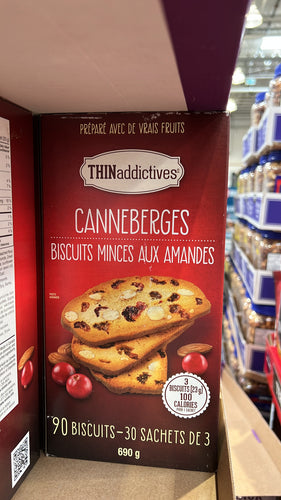 PRÉPARÉ AVEC DE VRAIS FRUITS
THINaddictives®
CANNEBERGES
BISCUITS MINCES AUX AMANDES
3
BISCUITS (23 g)
100
CALORIES
90 BISCUITS – 30 SACHETS DE 3
690 g